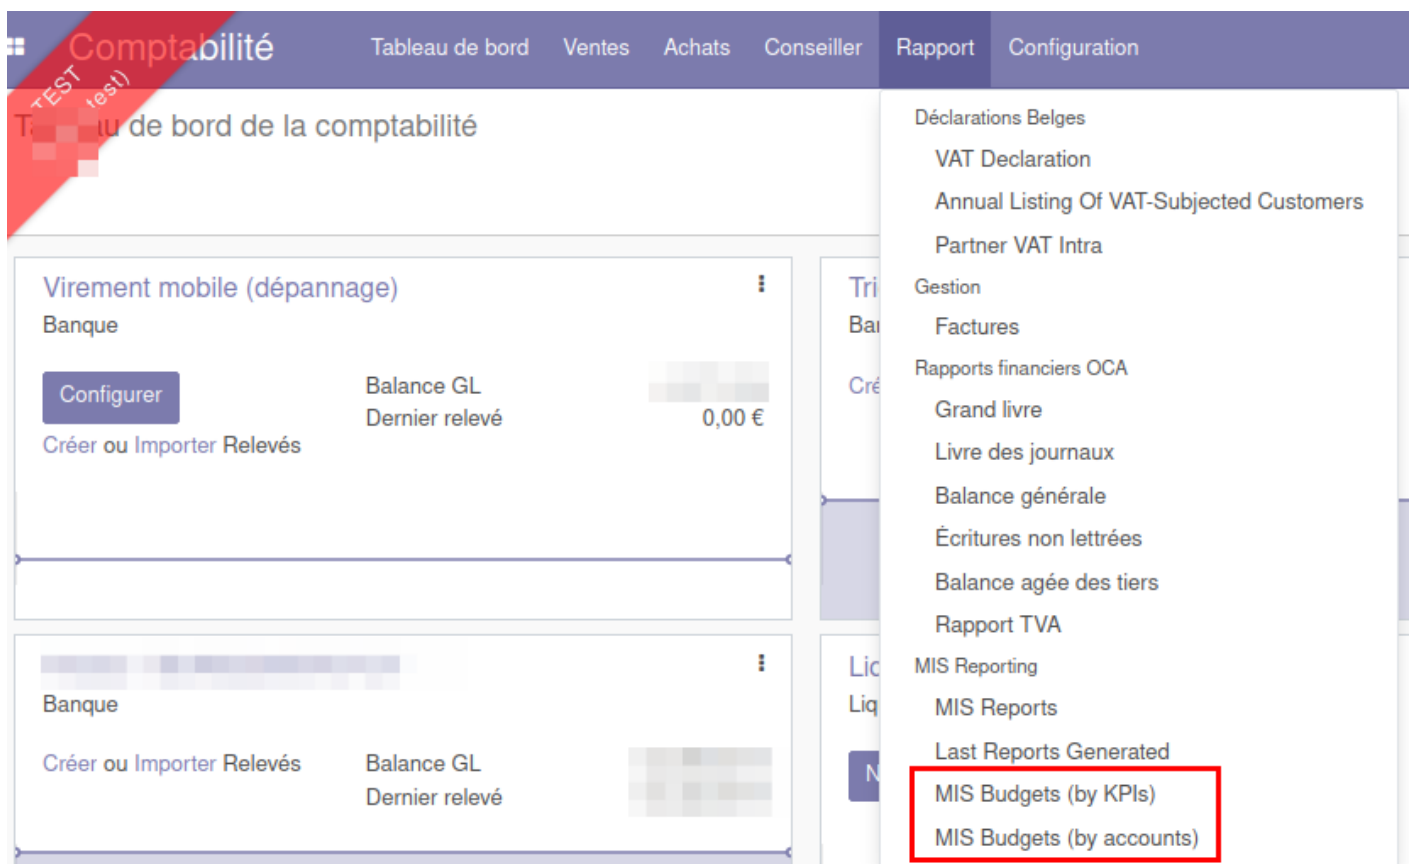 Comptabilité
Tableau de bord
Ventes
Achats
Conseiller
Rapport
Configuration
TEST
test)
de bord de la comptabilité
Virement mobile (dépannage)
Banque
Configurer
Balance GL
Dernier relevé
0,00 €
Créer ou Importer Relevés
Banque
Créer ou Importer Relevés
Balance GL
Dernier relevé
Déclarations Belges
VAT Declaration
Annual Listing Of VAT-Subjected Customers
Partner VAT Intra
Gestion
Factures
Rapports financiers OCA
Grand livre
Livre des journaux
Balance générale
Écritures non lettrées
Balance agée des tiers
Rapport TVA
MIS Reporting
MIS Reports
Last Reports Generated
MIS Budgets (by KPIs)
MIS Budgets (by accounts)